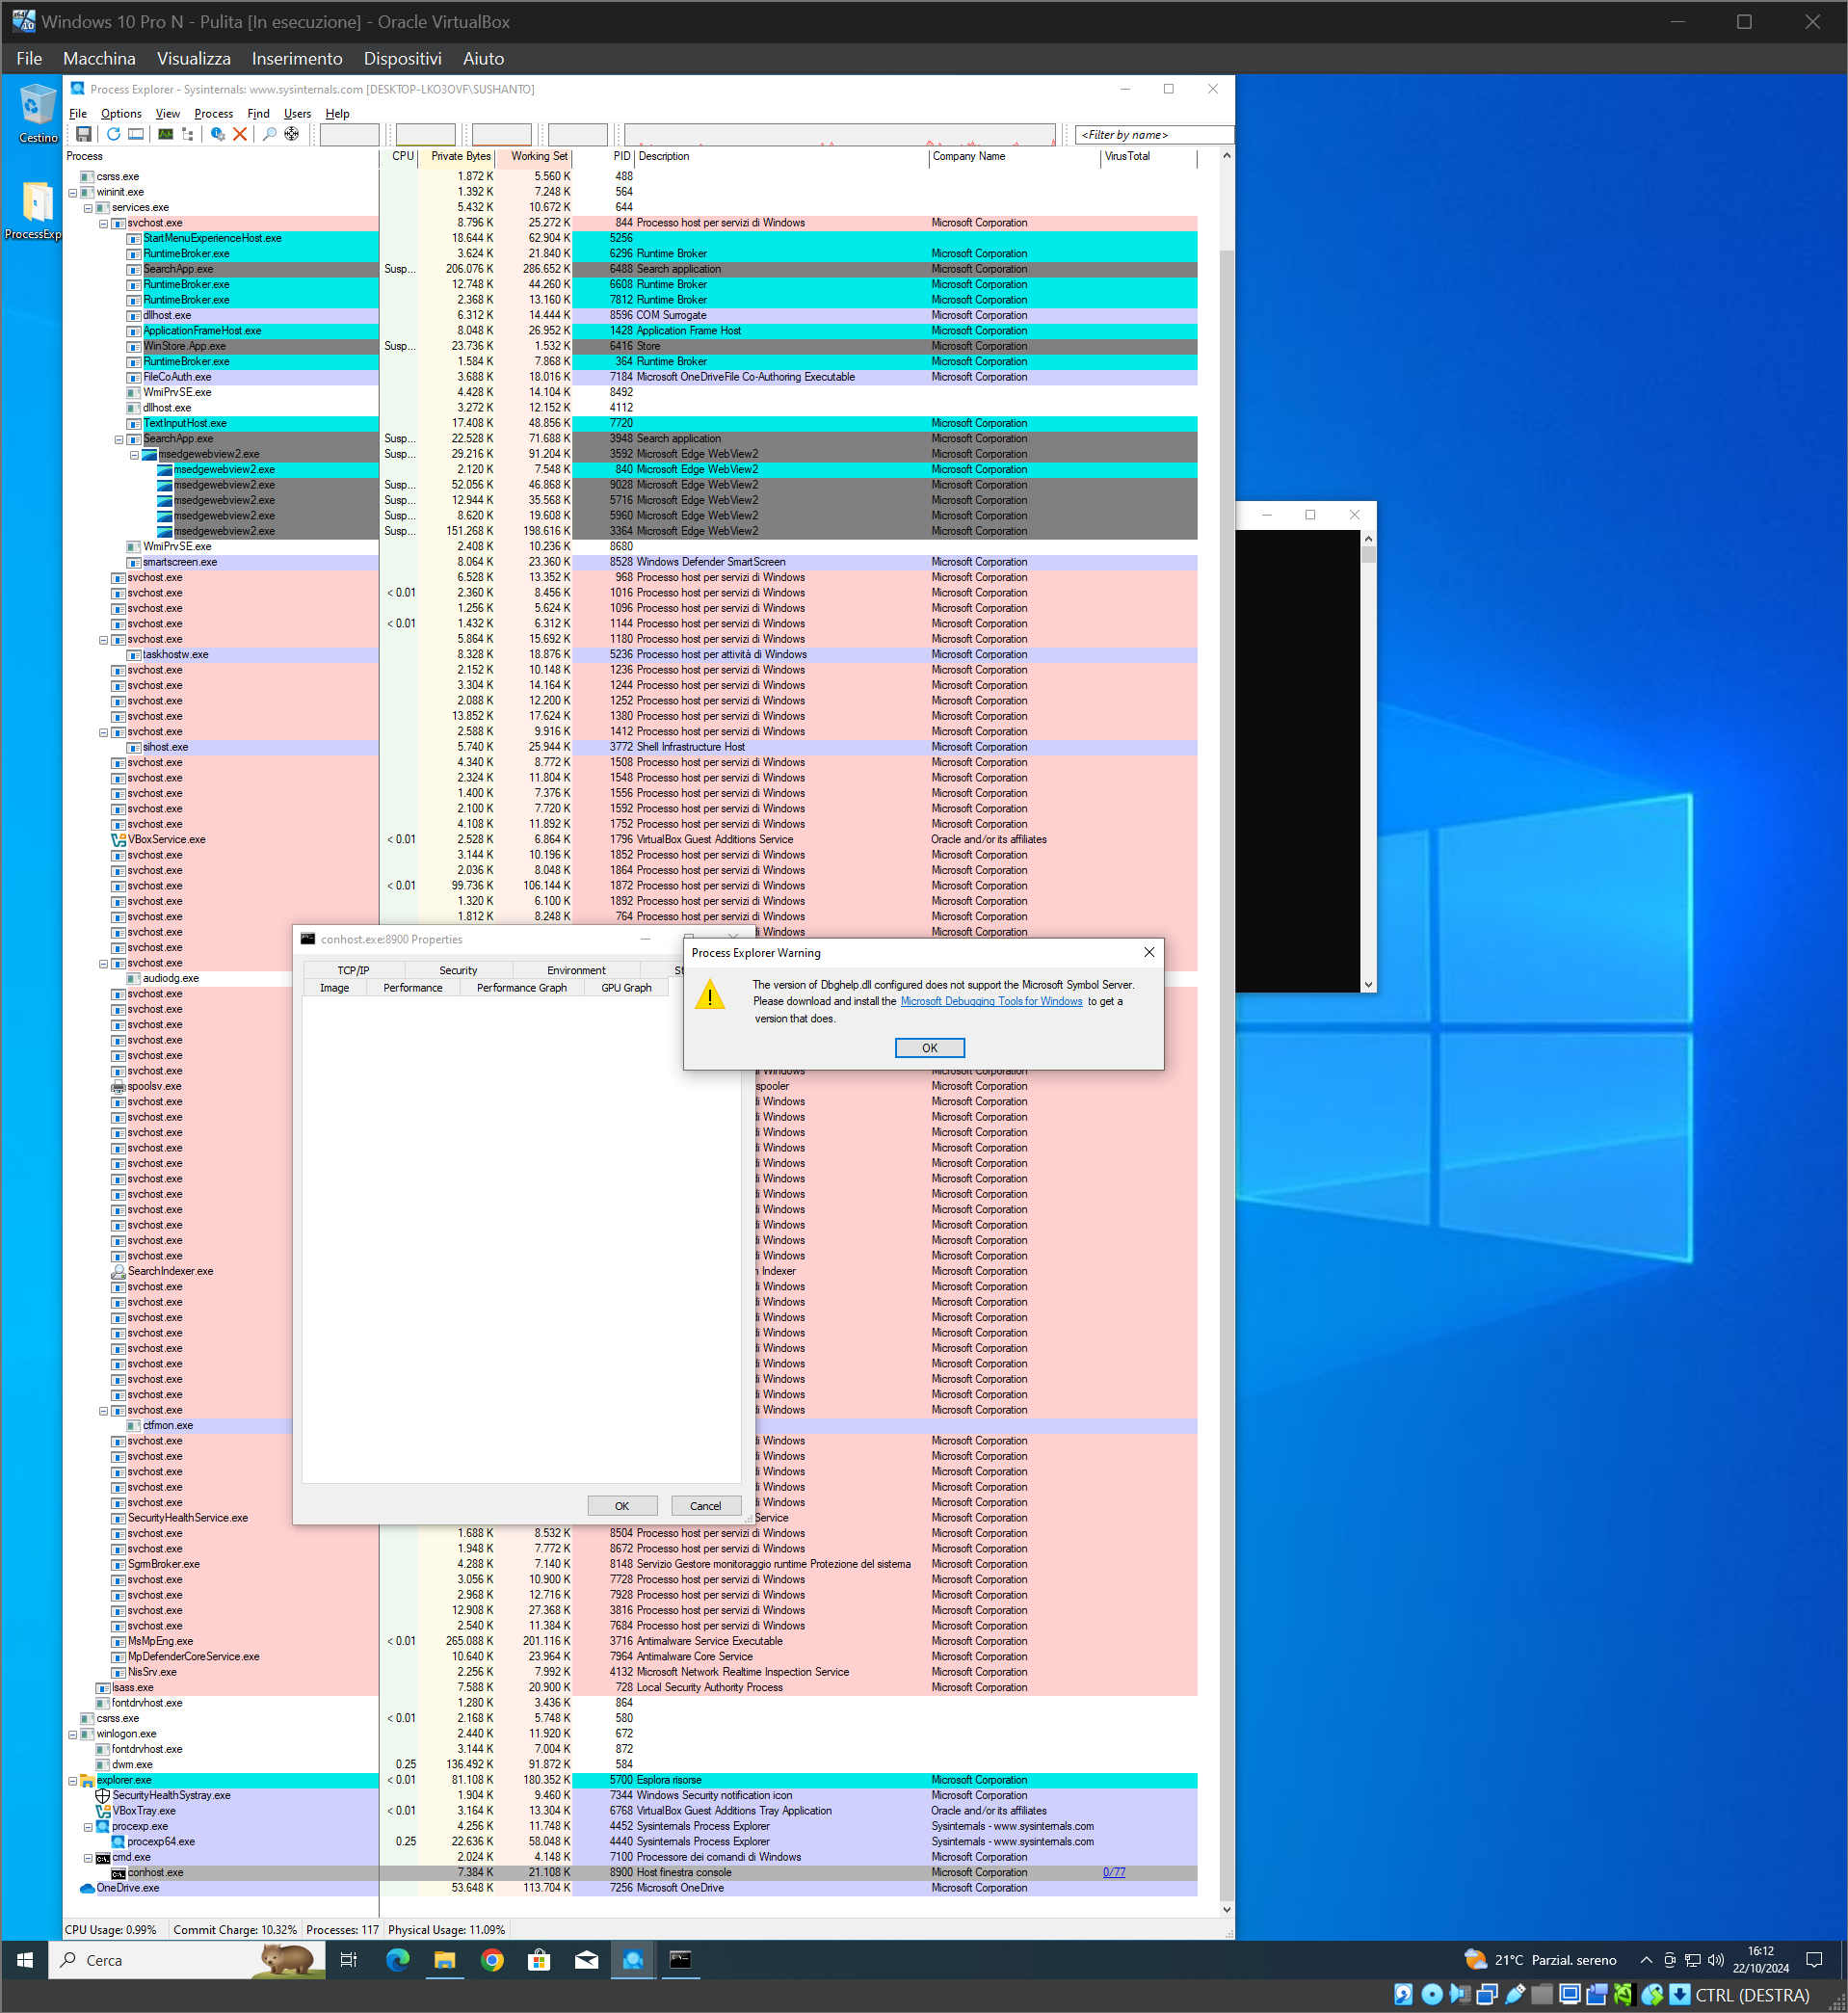 Windows 10 Pro N - Pulita [In esecuzione] - Oracle VirtualBox
File Macchina Visualizza Inserimento Dispositivi Aiuto
Cestino
ProcessExp
Process Explorer - Sysinternals: www.sysinternals.com [DESKTOP-LKO3OVF\SUSHANTO]
File Options View Process Find Users Help
<Filter by name>
Process CPU Private Bytes Working Set PID Description Company Name VirusTotal
csrss.exe 1.872 K 5.560 K 488
wininit.exe 1.392 K 7.248 K 564
services.exe 5.432 K 10.672 K 644
svchost.exe 8.796 K 25.272 K 844 Processo host per servizi di Windows Microsoft Corporation
StartMenuExperienceHost.exe 18.644 K 62.904 K 5256
RuntimeBroker.exe 3.624 K 21.840 K 6296 Runtime Broker Microsoft Corporation
SearchApp.exe Susp... 206.076 K 286.652 K 6488 Search application Microsoft Corporation
RuntimeBroker.exe 12.748 K 44.260 K 6608 Runtime Broker Microsoft Corporation
RuntimeBroker.exe 2.368 K 13.160 K 7812 Runtime Broker Microsoft Corporation
dllhost.exe 6.312 K 14.444 K 8596 COM Surrogate Microsoft Corporation
ApplicationFrameHost.exe 8.048 K 26.952 K 1428 Application Frame Host Microsoft Corporation
WinStore.App.exe Susp... 23.736 K 1.532 K 6416 Store Microsoft Corporation
RuntimeBroker.exe 1.584 K 7.868 K 364 Runtime Broker Microsoft Corporation
FileCoAuth.exe 3.688 K 18.016 K 7184 Microsoft OneDriveFile Co-Authoring Executable Microsoft Corporation
WmiPrvSE.exe 4.428 K 14.104 K 8492
dllhost.exe 3.272 K 12.152 K 4112
TextInputHost.exe 17.408 K 48.856 K 7720 Microsoft Corporation
SearchApp.exe Susp... 22.528 K 71.688 K 3948 Search application Microsoft Corporation
msedgewebview2.exe Susp... 29.216 K 91.204 K 3592 Microsoft Edge WebView2 Microsoft Corporation
msedgewebview2.exe 2.120 K 7.548 K 840 Microsoft Edge WebView2 Microsoft Corporation
msedgewebview2.exe Susp... 52.056 K 46.868 K 9028 Microsoft Edge WebView2 Microsoft Corporation
msedgewebview2.exe Susp... 12.944 K 35.568 K 5716 Microsoft Edge WebView2 Microsoft Corporation
msedgewebview2.exe Susp... 8.620 K 19.608 K 5960 Microsoft Edge WebView2 Microsoft Corporation
msedgewebview2.exe Susp... 151.268 K 198.616 K 3364 Microsoft Edge WebView2 Microsoft Corporation
WmiPrvSE.exe 2.408 K 10.236 K 8680
smartscreen.exe 8.064 K 23.360 K 8528 Windows Defender SmartScreen Microsoft Corporation
svchost.exe 6.528 K 13.352 K 968 Processo host per servizi di Windows Microsoft Corporation
svchost.exe < 0.01 2.360 K 8.456 K 1016 Processo host per servizi di Windows Microsoft Corporation
svchost.exe 1.256 K 5.624 K 1096 Processo host per servizi di Windows Microsoft Corporation
svchost.exe < 0.01 1.432 K 6.312 K 1144 Processo host per servizi di Windows Microsoft Corporation
svchost.exe 5.864 K 15.692 K 1180 Processo host per servizi di Windows Microsoft Corporation
taskhostw.exe 8.328 K 18.876 K 5236 Processo host per attività di Windows Microsoft Corporation
svchost.exe 2.152 K 10.148 K 1236 Processo host per servizi di Windows Microsoft Corporation
svchost.exe 3.304 K 14.164 K 1244 Processo host per servizi di Windows Microsoft Corporation
svchost.exe 2.088 K 12.200 K 1252 Processo host per servizi di Windows Microsoft Corporation
svchost.exe 13.852 K 17.624 K 1380 Processo host per servizi di Windows Microsoft Corporation
svchost.exe 2.588 K 9.916 K 1412 Processo host per servizi di Windows Microsoft Corporation
sihost.exe 5.740 K 25.944 K 3772 Shell Infrastructure Host Microsoft Corporation
svchost.exe 4.340 K 8.772 K 1508 Processo host per servizi di Windows Microsoft Corporation
svchost.exe 2.324 K 11.804 K 1548 Processo host per servizi di Windows Microsoft Corporation
svchost.exe 1.400 K 7.376 K 1556 Processo host per servizi di Windows Microsoft Corporation
svchost.exe 2.100 K 7.720 K 1592 Processo host per servizi di Windows Microsoft Corporation
svchost.exe 4.108 K 11.892 K 1752 Processo host per servizi di Windows Microsoft Corporation
VBoxService.exe < 0.01 2.528 K 6.864 K 1796 VirtualBox Guest Additions Service Oracle and/or its affiliates
svchost.exe 3.144 K 10.196 K 1852 Processo host per servizi di Windows Microsoft Corporation
svchost.exe 2.036 K 8.048 K 1864 Processo host per servizi di Windows Microsoft Corporation
svchost.exe < 0.01 99.736 K 106.144 K 1872 Processo host per servizi di Windows Microsoft Corporation
svchost.exe 1.320 K 6.100 K 1892 Processo host per servizi di Windows Microsoft Corporation
svchost.exe 1.812 K 8.248 K 764 Processo host per servizi di Windows Microsoft Corporation
svchost.exe di Windows Microsoft Corporation
svchost.exe
svchost.exe
audiodg.exe
svchost.exe
svchost.exe
svchost.exe
svchost.exe
svchost.exe
svchost.exe di Windows Microsoft Corporation
spoolsv.exe spooler Microsoft Corporation
svchost.exe di Windows Microsoft Corporation
svchost.exe di Windows Microsoft Corporation
svchost.exe di Windows Microsoft Corporation
svchost.exe di Windows Microsoft Corporation
svchost.exe di Windows Microsoft Corporation
svchost.exe di Windows Microsoft Corporation
svchost.exe di Windows Microsoft Corporation
svchost.exe di Windows Microsoft Corporation
svchost.exe di Windows Microsoft Corporation
svchost.exe di Windows Microsoft Corporation
svchost.exe di Windows Microsoft Corporation
SearchIndexer.exe Indexer Microsoft Corporation
svchost.exe di Windows Microsoft Corporation
svchost.exe di Windows Microsoft Corporation
svchost.exe di Windows Microsoft Corporation
svchost.exe di Windows Microsoft Corporation
svchost.exe di Windows Microsoft Corporation
svchost.exe di Windows Microsoft Corporation
svchost.exe di Windows Microsoft Corporation
svchost.exe di Windows Microsoft Corporation
svchost.exe di Windows Microsoft Corporation
ctfmon.exe
svchost.exe di Windows Microsoft Corporation
svchost.exe di Windows Microsoft Corporation
svchost.exe di Windows Microsoft Corporation
svchost.exe di Windows Microsoft Corporation
svchost.exe di Windows Microsoft Corporation
SecurityHealthService.exe Service Microsoft Corporation
svchost.exe 1.688 K 8.532 K 8504 Processo host per servizi di Windows Microsoft Corporation
svchost.exe 1.948 K 7.772 K 8672 Processo host per servizi di Windows Microsoft Corporation
SgrmBroker.exe 4.288 K 7.140 K 8148 Servizio Gestore monitoraggio runtime Protezione del sistema Microsoft Corporation
svchost.exe 3.056 K 10.900 K 7728 Processo host per servizi di Windows Microsoft Corporation
svchost.exe 2.968 K 12.716 K 7928 Processo host per servizi di Windows Microsoft Corporation
svchost.exe 12.908 K 27.368 K 3816 Processo host per servizi di Windows Microsoft Corporation
svchost.exe 2.540 K 11.384 K 7684 Processo host per servizi di Windows Microsoft Corporation
MsMpEng.exe < 0.01 265.088 K 201.116 K 3716 Antimalware Service Executable Microsoft Corporation
MpDefenderCoreService.exe 10.640 K 23.964 K 7964 Antimalware Core Service Microsoft Corporation
NisSrv.exe 2.256 K 7.992 K 4132 Microsoft Network Realtime Inspection Service Microsoft Corporation
lsass.exe 7.588 K 20.900 K 728 Local Security Authority Process Microsoft Corporation
fontdrvhost.exe 1.280 K 3.436 K 864
csrss.exe < 0.01 2.168 K 5.748 K 580
winlogon.exe 2.440 K 11.920 K 672
fontdrvhost.exe 3.144 K 7.004 K 872
dwm.exe 0.25 136.492 K 91.872 K 584
explorer.exe < 0.01 81.108 K 180.352 K 5700 Esplora risorse Microsoft Corporation
SecurityHealthSystray.exe 1.904 K 9.460 K 7344 Windows Security notification icon Microsoft Corporation
VBoxTray.exe < 0.01 3.164 K 13.304 K 6768 VirtualBox Guest Additions Tray Application Oracle and/or its affiliates
procexp.exe 4.256 K 11.748 K 4452 Sysinternals Process Explorer Sysinternals - www.sysinternals.com
procexp64.exe 0.25 22.636 K 58.048 K 4440 Sysinternals Process Explorer Sysinternals - www.sysinternals.com
cmd.exe 2.024 K 4.148 K 7100 Processore dei comandi di Windows Microsoft Corporation
conhost.exe 7.384 K 21.108 K 8900 Host finestra console Microsoft Corporation 0/77
OneDrive.exe 53.648 K 113.704 K 7256 Microsoft OneDrive Microsoft Corporation
CPU Usage: 0.99% Commit Charge: 10.32% Processes: 117 Physical Usage: 11.09%
conhost.exe:8900 Properties
TCP/IP Security Environment St
Image Performance Performance Graph GPU Graph
OK Cancel
Process Explorer Warning
The version of Dbghelp.dll configured does not support the Microsoft Symbol Server.
Please download and install the Microsoft Debugging Tools for Windows to get a
version that does.
OK
Cerca
21°C Parzial. sereno
16:12
22/10/2024
CTRL (DESTRA)